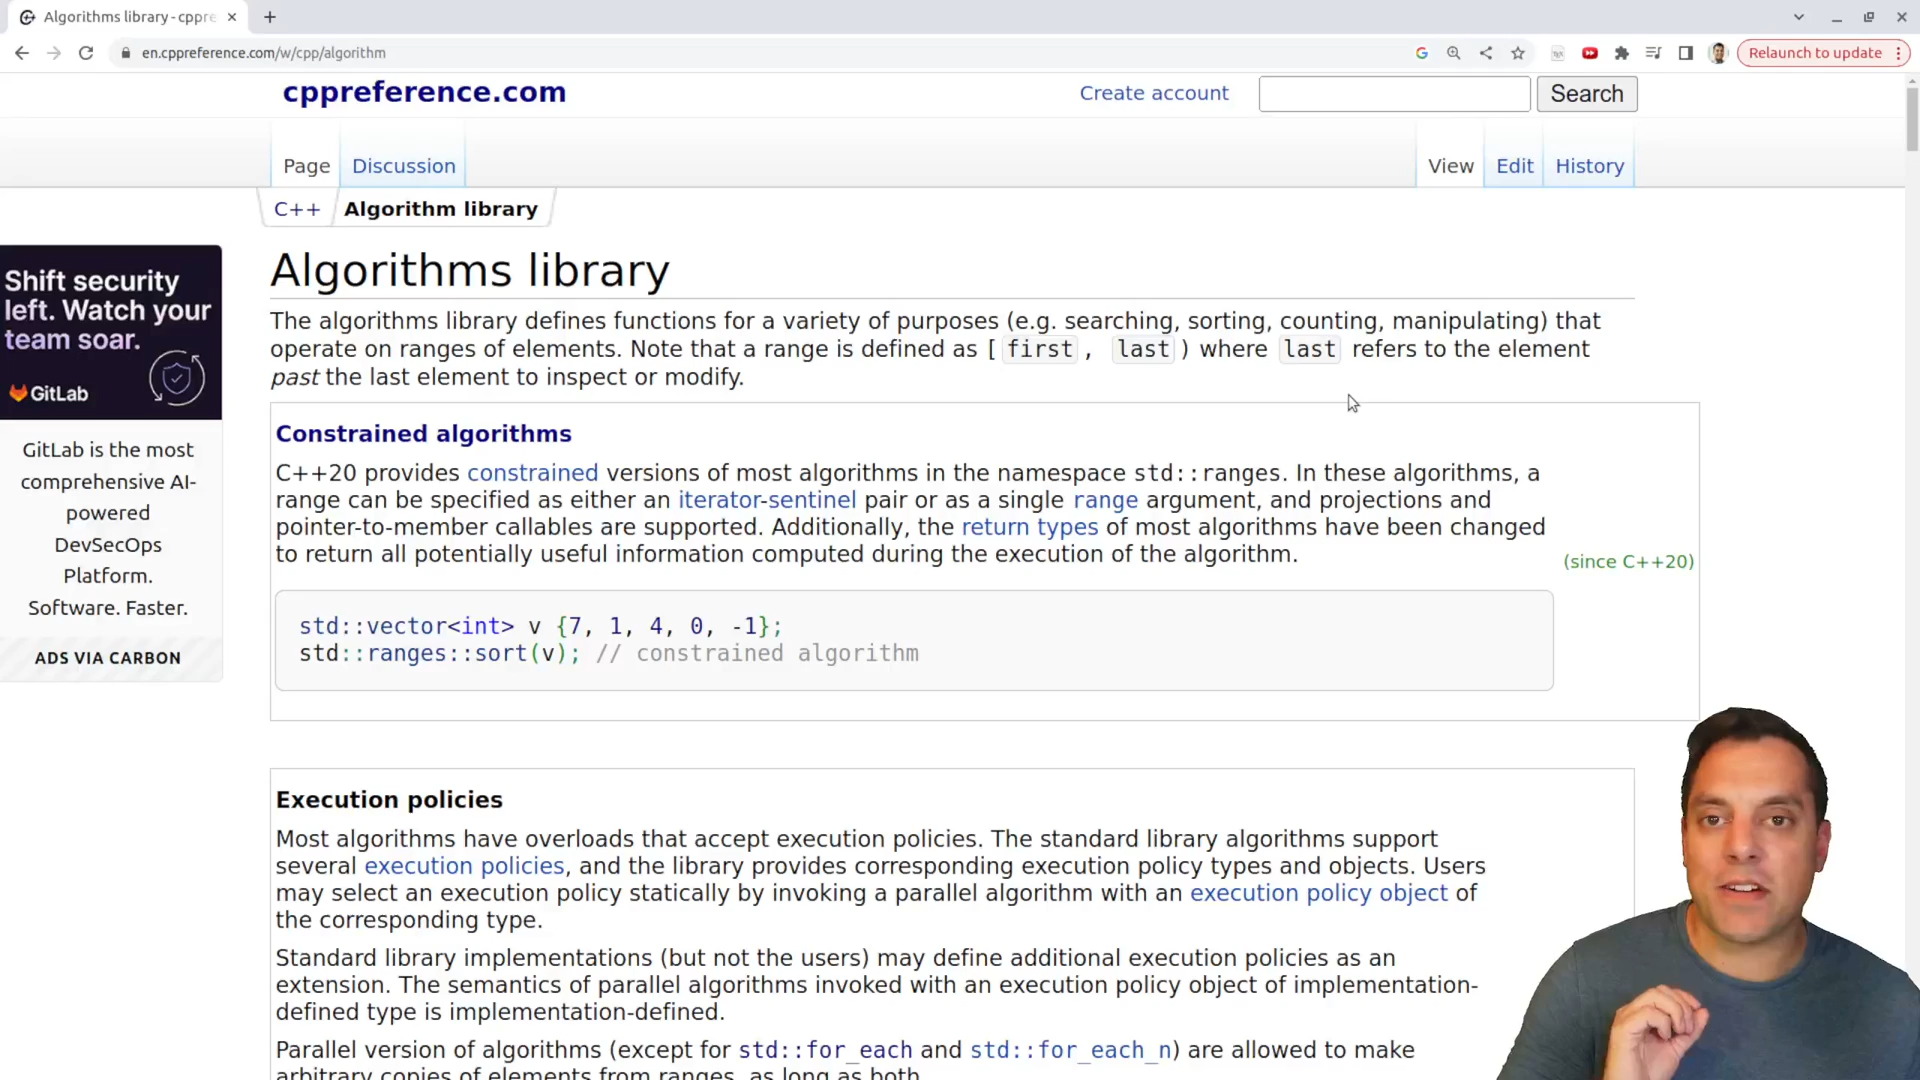 Algorithms library - cppre
en.cppreference.com/w/cpp/algorithm
Relaunch to update
cppreference.com
Create account
Search
Page
Discussion
View
Edit
History
C++
Algorithm library
Algorithms library
The algorithms library defines functions for a variety of purposes (e.g. searching, sorting, counting, manipulating) that
operate on ranges of elements. Note that a range is defined as [ first , last ) where last refers to the element
past the last element to inspect or modify.
Shift security
left. Watch your
team soar.
GitLab
GitLab is the most
comprehensive AI-
powered
DevSecOps
Platform.
Software. Faster.
ADS VIA CARBON
Constrained algorithms
C++20 provides constrained versions of most algorithms in the namespace std::ranges. In these algorithms, a
range can be specified as either an iterator-sentinel pair or as a single range argument, and projections and
pointer-to-member callables are supported. Additionally, the return types of most algorithms have been changed
to return all potentially useful information computed during the execution of the algorithm.
(since C++20)
std::vector<int> v {7, 1, 4, 0, -1};
std::ranges::sort(v); // constrained algorithm
Execution policies
Most algorithms have overloads that accept execution policies. The standard library algorithms support
several execution policies, and the library provides corresponding execution policy types and objects. Users
may select an execution policy statically by invoking a parallel algorithm with an execution policy object of
the corresponding type.
Standard library implementations (but not the users) may define additional execution policies as an
extension. The semantics of parallel algorithms invoked with an execution policy object of implementation-
defined type is implementation-defined.
Parallel version of algorithms (except for std::for_each and std::for_each_n) are allowed to make
arbitrary copies of elements from ranges, as long as both